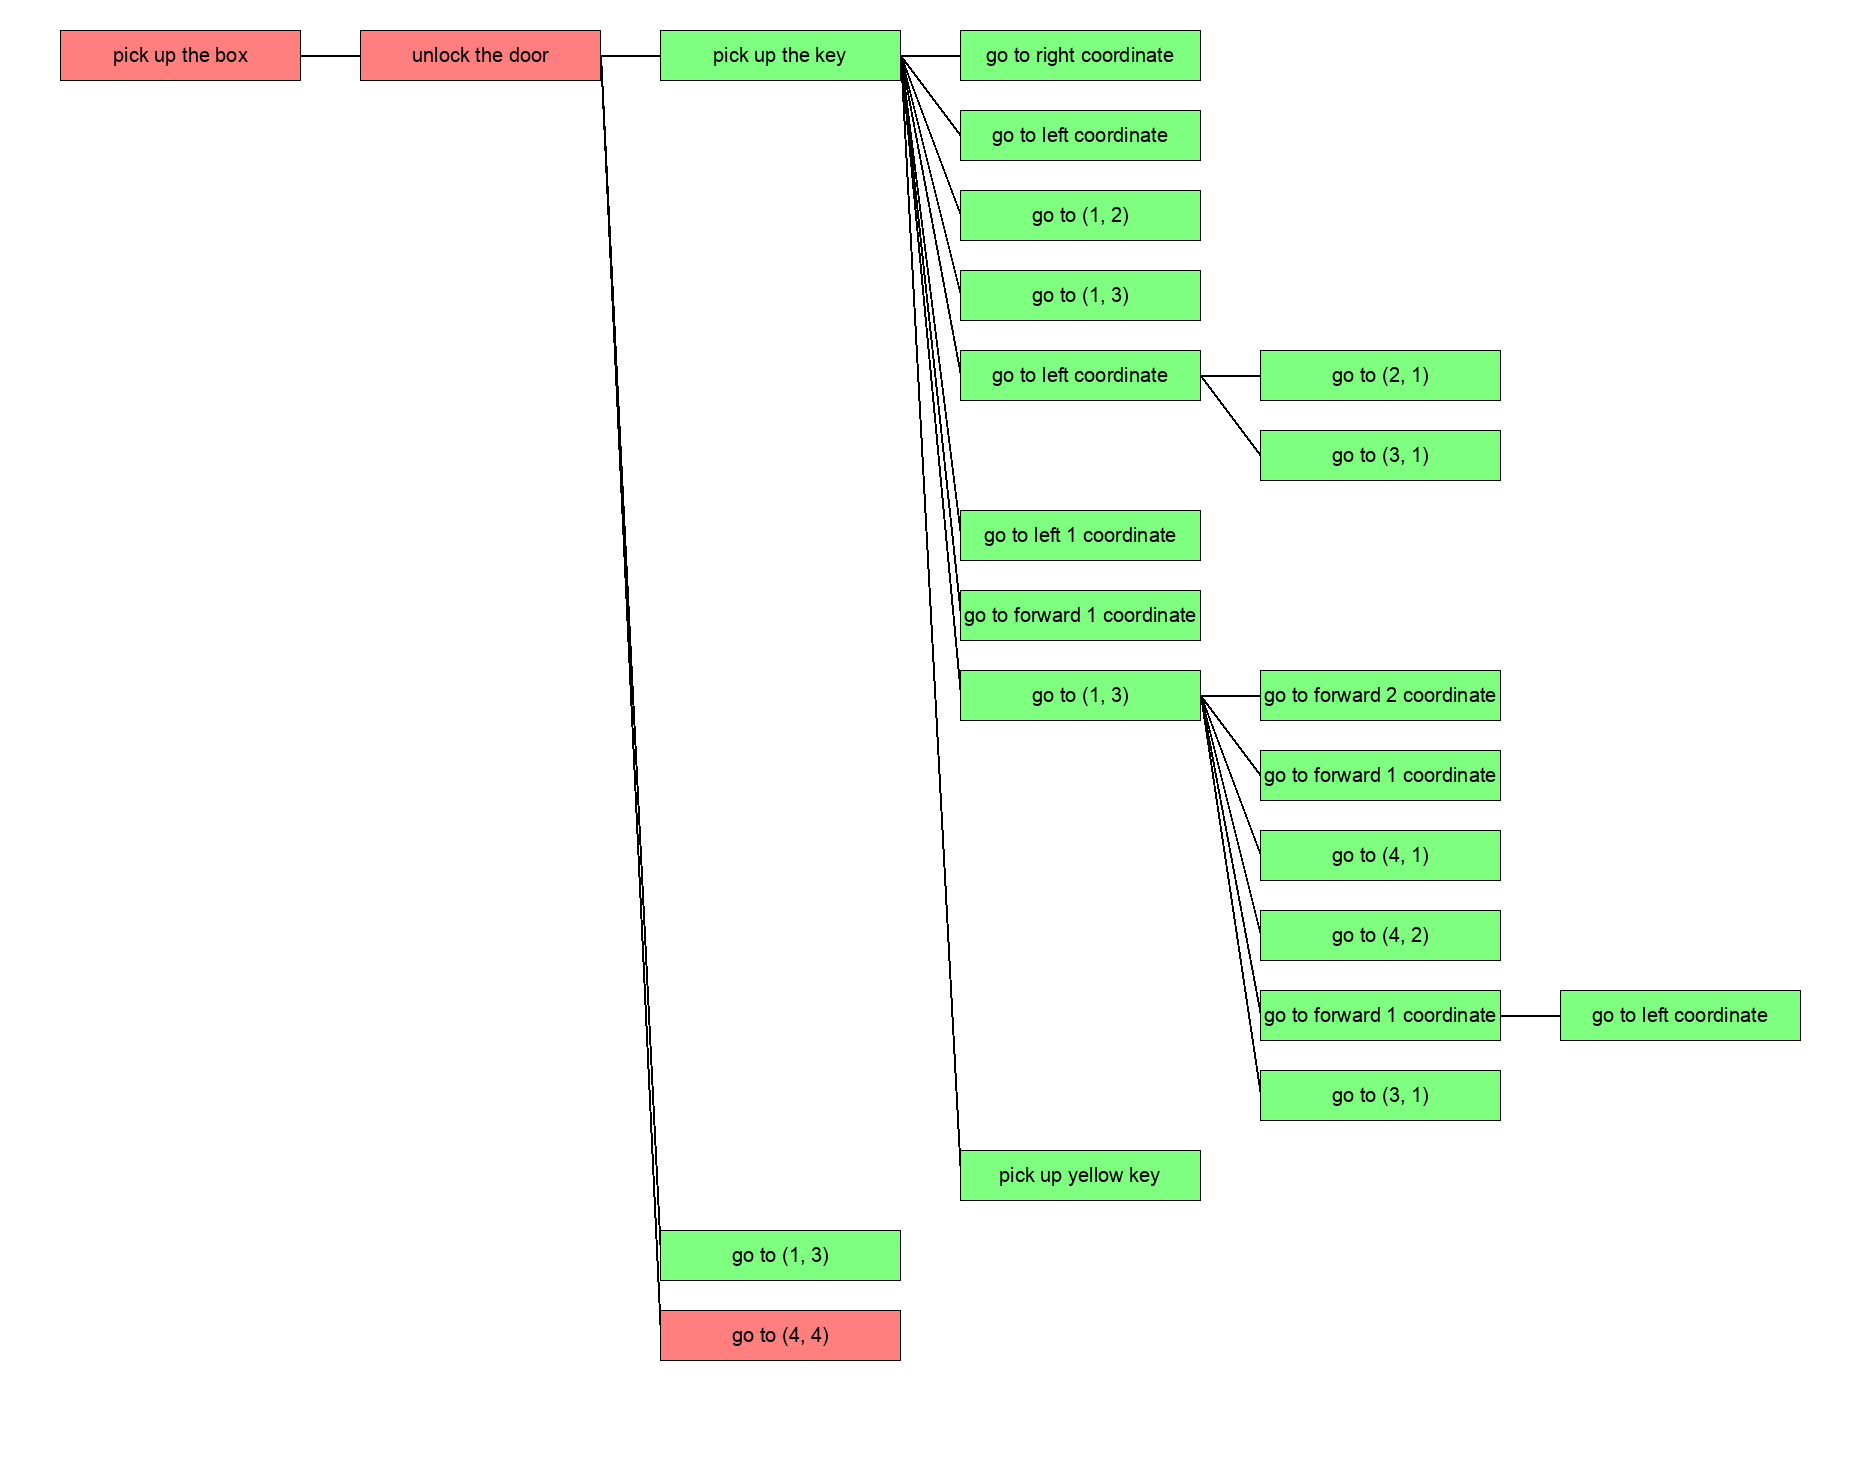 pick up the box
unlock the door
pick up the key
go to right coordinate
go to left coordinate
go to (1, 2)
go to (1, 3)
go to left coordinate
go to (2, 1)
go to (3, 1)
go to left 1 coordinate
go to forward 1 coordinate
go to (1, 3)
go to forward 2 coordinate
go to forward 1 coordinate
go to (4, 1)
go to (4, 2)
go to forward 1 coordinate
go to left coordinate
go to (3, 1)
pick up yellow key
go to (1, 3)
go to (4, 4)